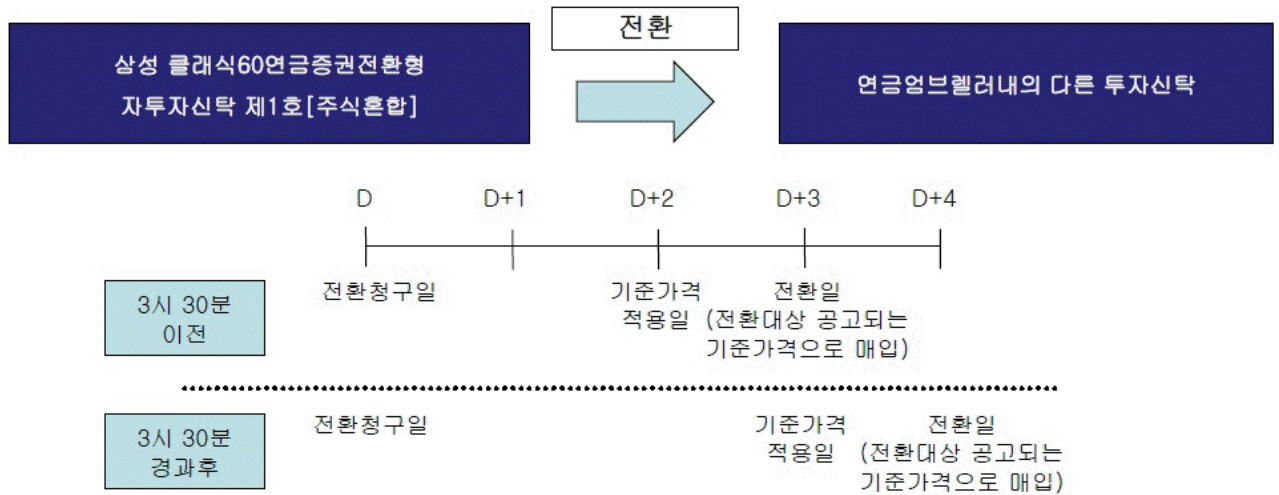 전환
삼성 클래식60연금증권전환형
자투자신탁 제1호[주식혼합]
연금엄브렐러내의 다른 투자신탁
D D+1 D+2 D+3 D+4
3시 30분
이전
전환청구일
기준가격
적용일
전환일
(전환대상 공고되는
기준가격으로 매입)
3시 30분
경과후
전환청구일
기준가격
적용일
전환일
(전환대상 공고되는
기준가격으로 매입)